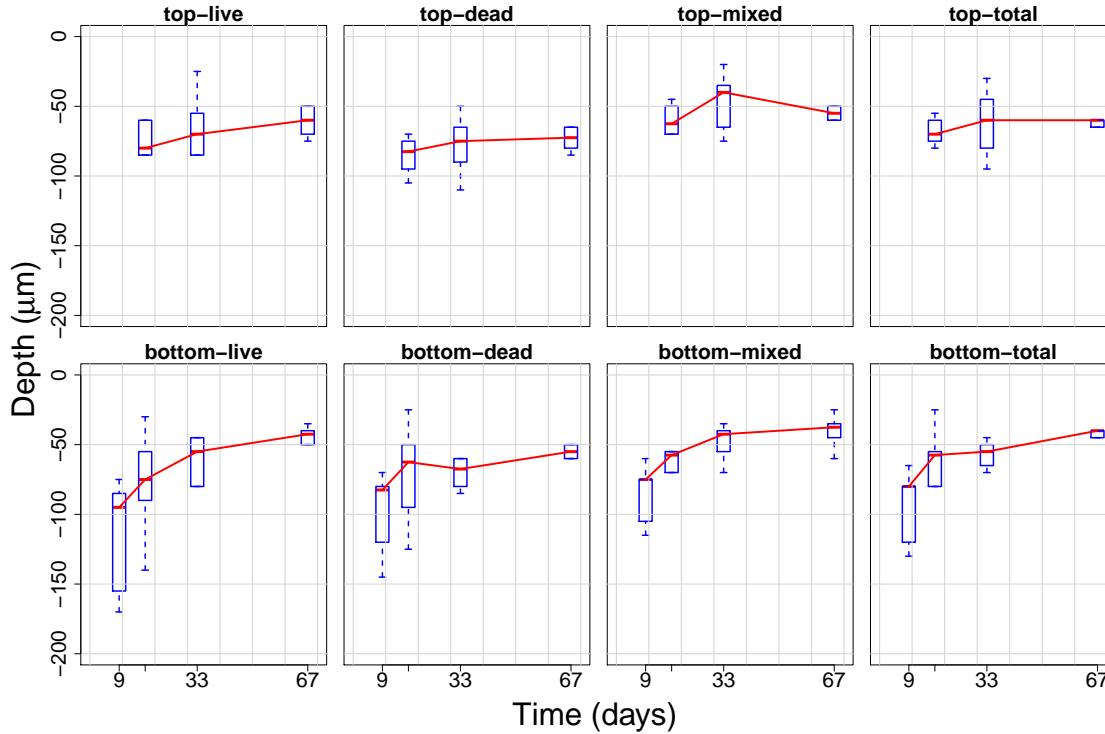 top−live top−dead top−mixed top−total
0
−50
−100
−150
−200
Depth (μm)
bottom−live bottom−dead bottom−mixed bottom−total
0
−50
−100
−150
−200
9 33 67 9 33 67 9 33 67 9 33 67
Time (days)